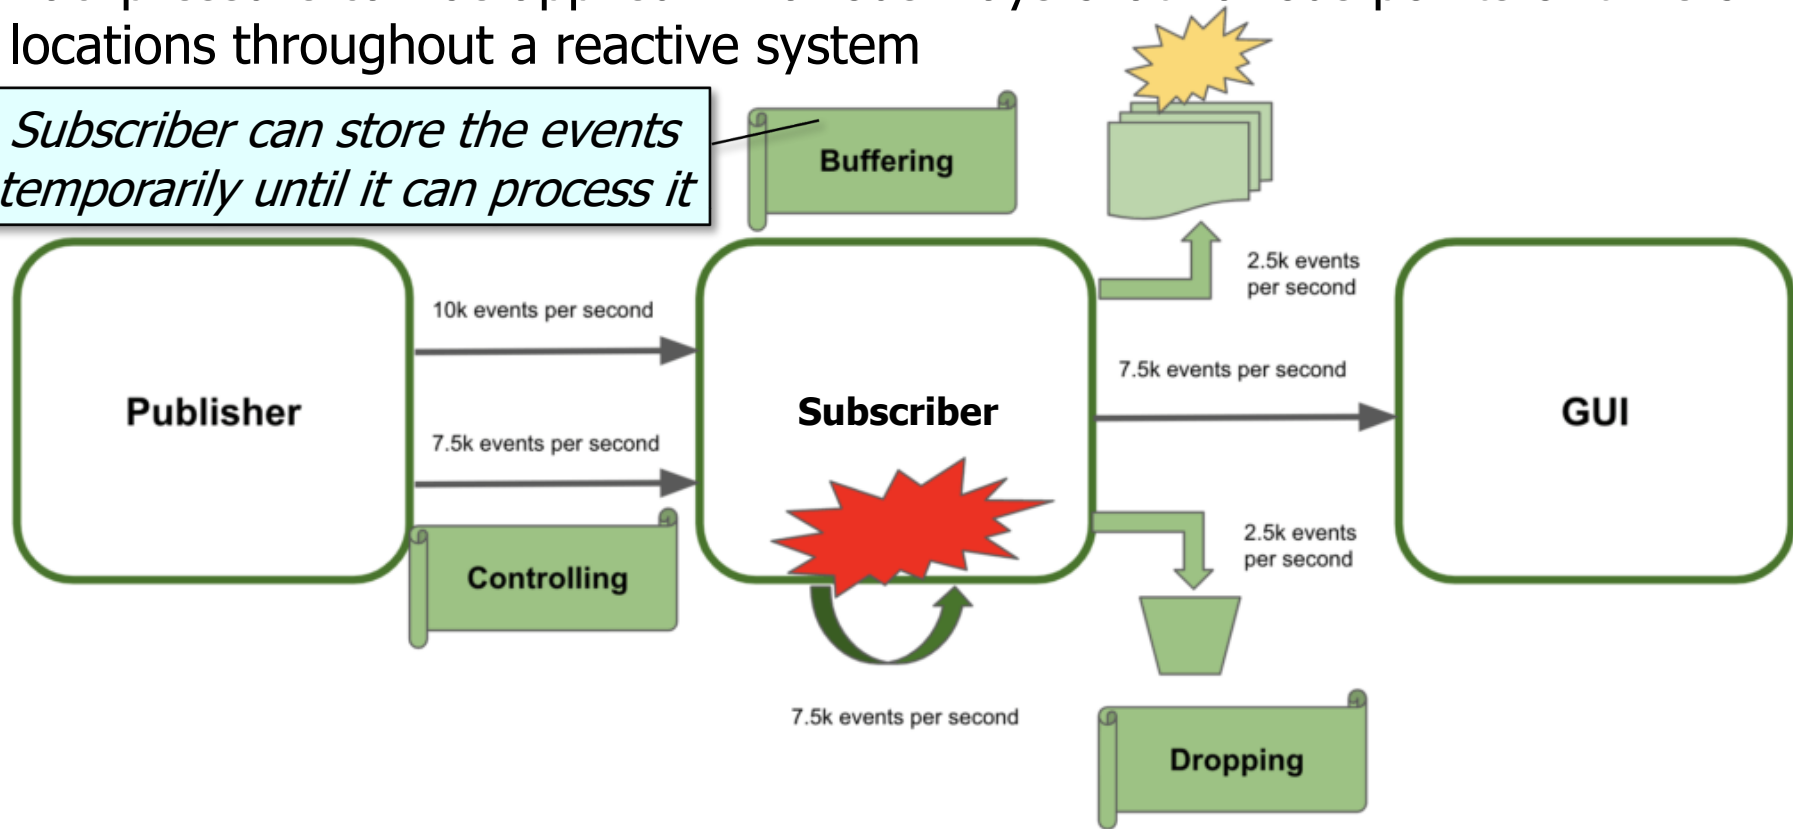 locations throughout a reactive system
Subscriber can store the events
temporarily until it can process it
Buffering
2.5k events
per second
10k events per second
7.5k events per second
Publisher
Subscriber
GUI
7.5k events per second
2.5k events
per second
Controlling
7.5k events per second
Dropping